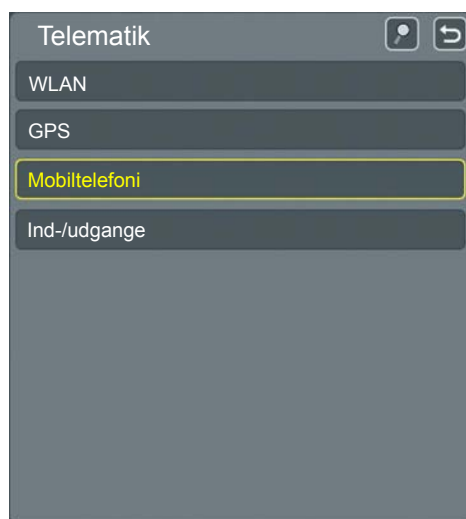 Telematik
WLAN
GPS
Mobiltelefoni
Ind-/udgange